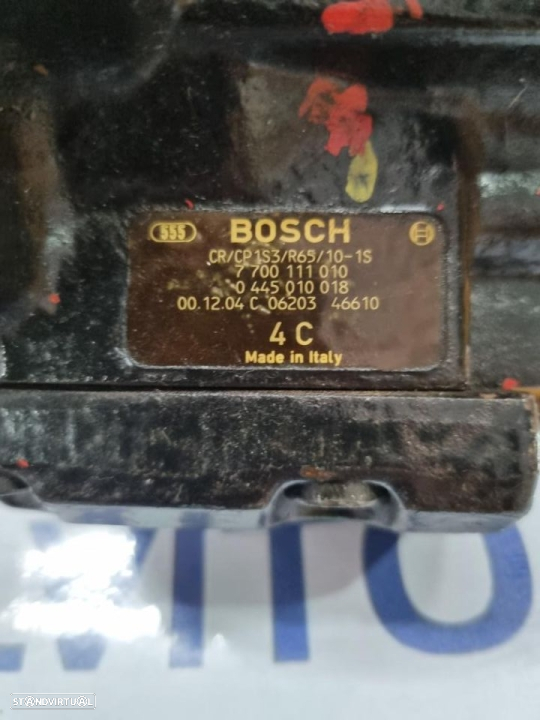 555 BOSCH
CR/CP1S3/R65/10-1S
7 700 111 010
0 445 010 018
00.12.04 C 06203 46610
4 C
Made in Italy
STANDVIRTUAL